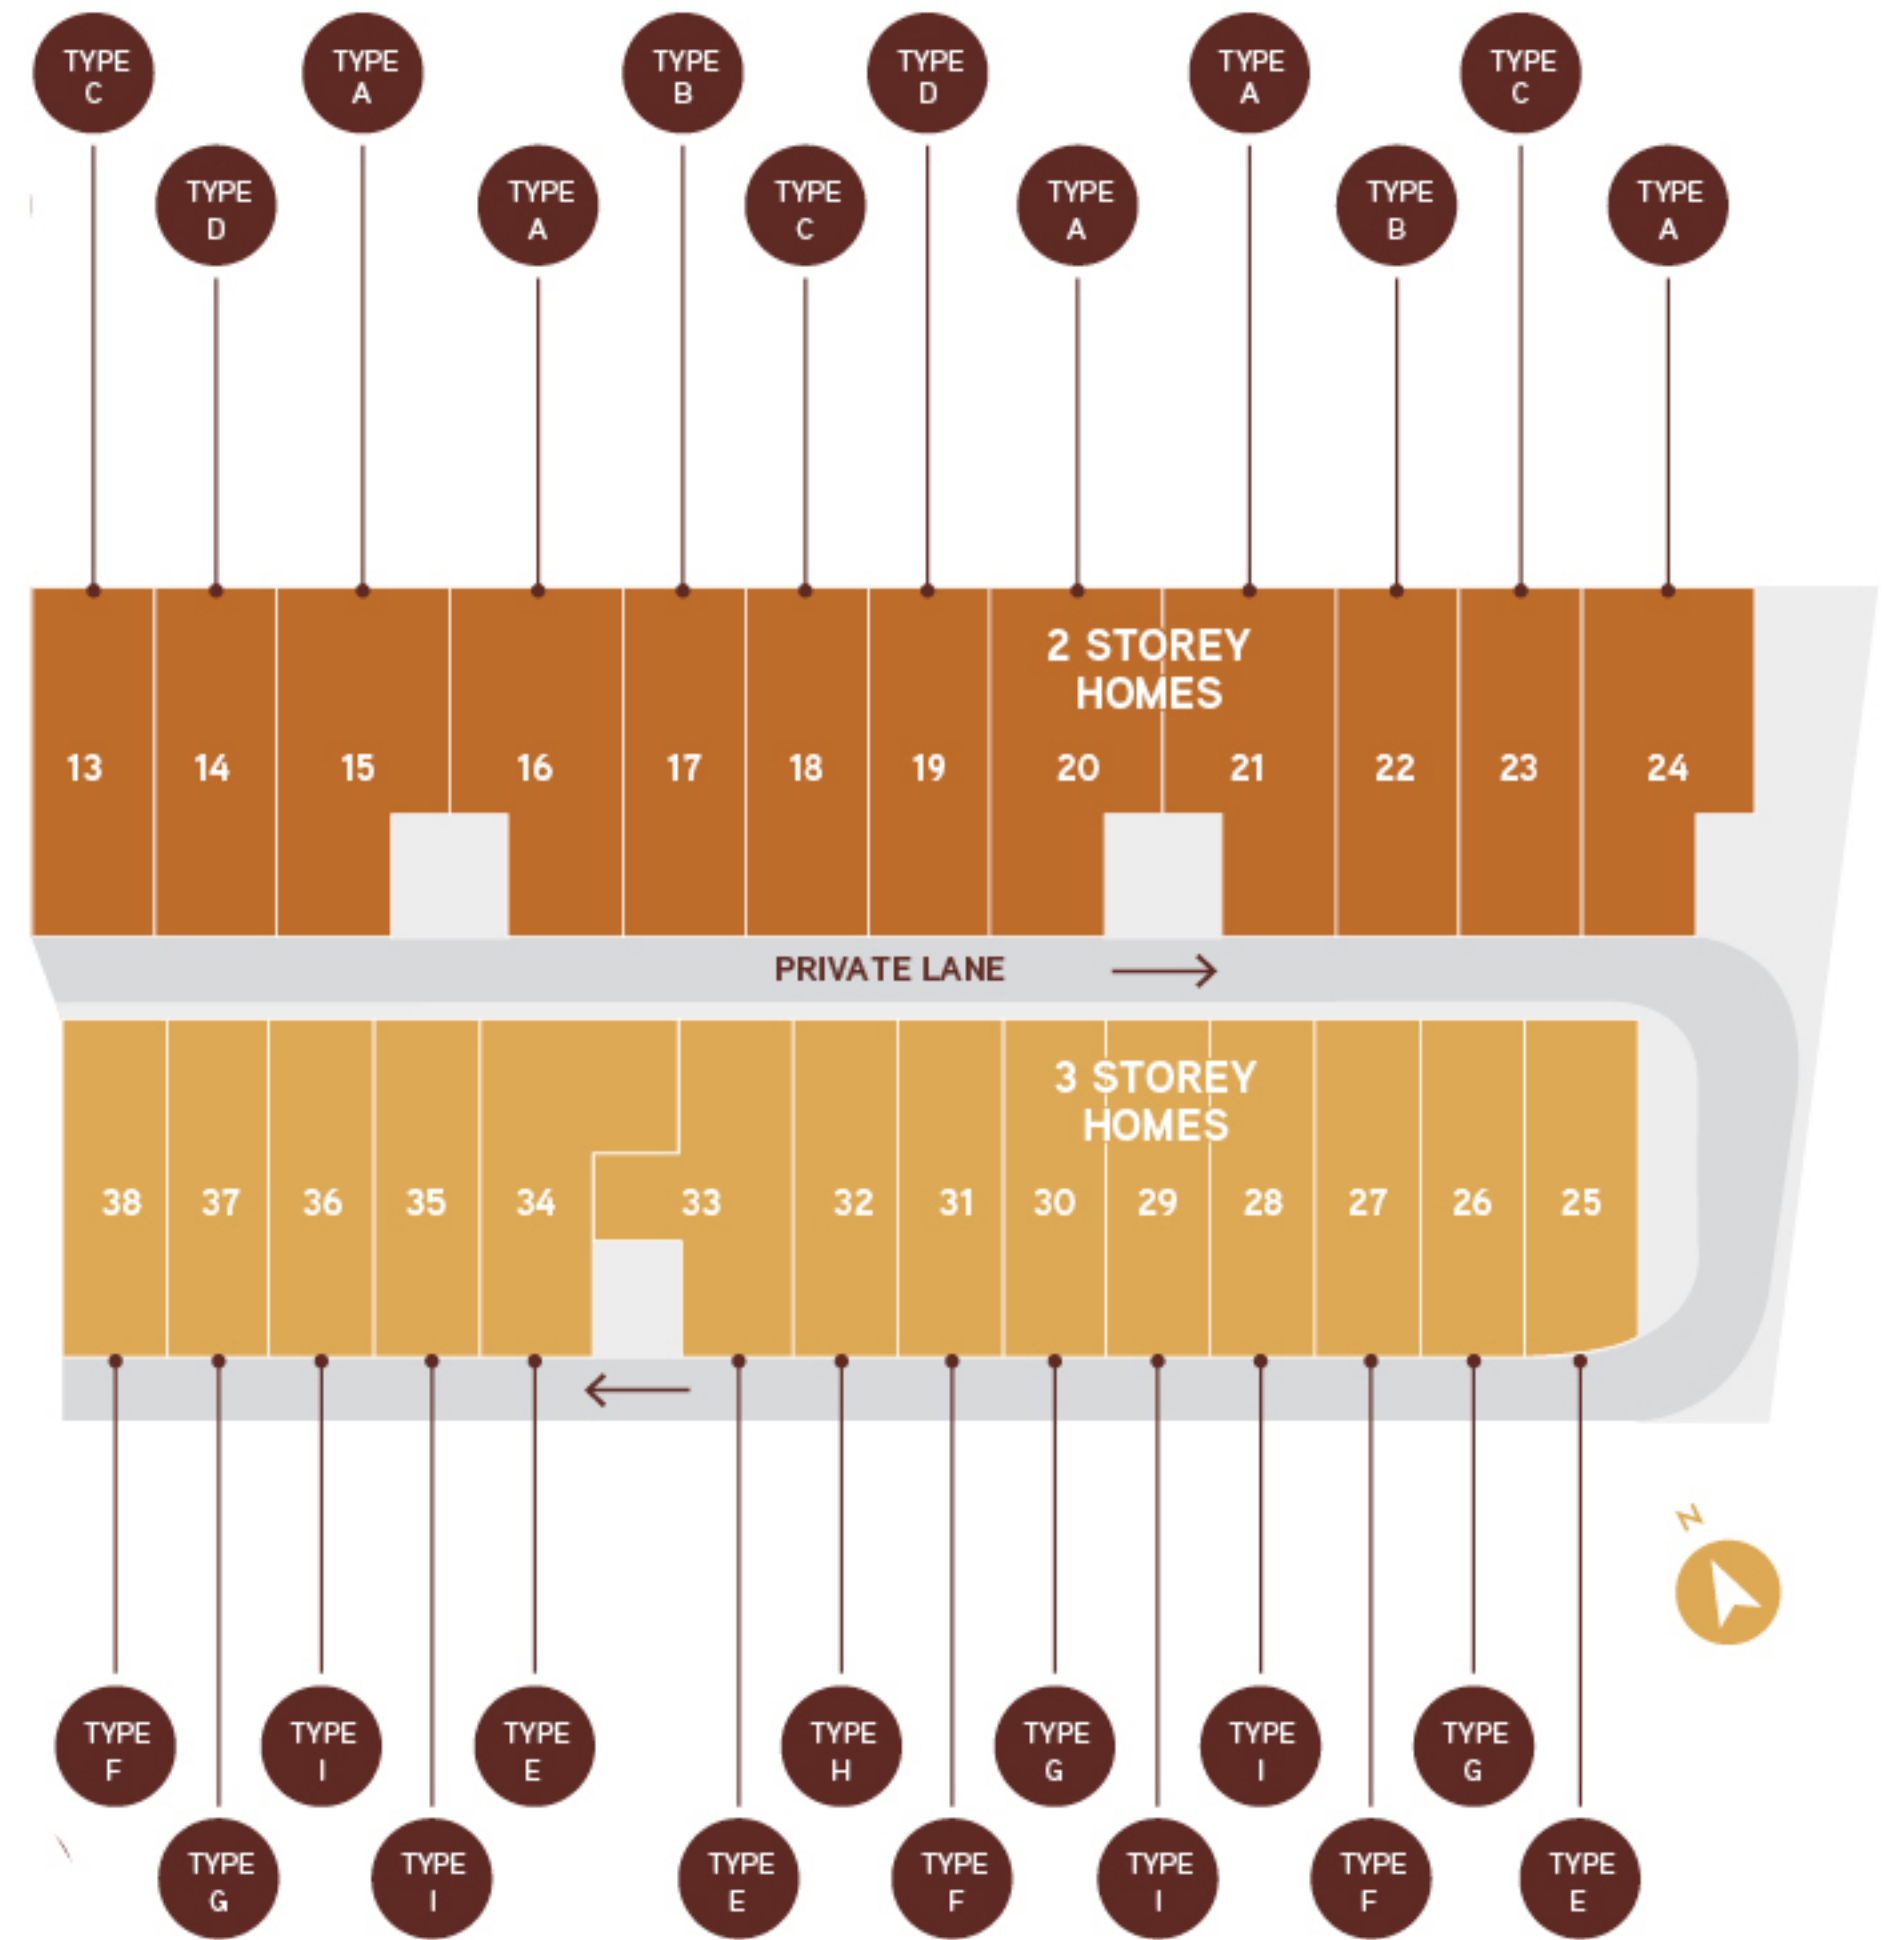 TYPE
C
TYPE
A
TYPE
B
TYPE
D
TYPE
A
TYPE
C
TYPE
D
TYPE
A
TYPE
C
TYPE
A
TYPE
B
TYPE
A
2 STOREY
HOMES
13 14 15 16 17 18 19 20 21 22 23 24
PRIVATE LANE
3 STOREY
HOMES
38 37 36 35 34 33 32 31 30 29 28 27 26 25
N
TYPE
F
TYPE
I
TYPE
E
TYPE
H
TYPE
G
TYPE
I
TYPE
G
TYPE
G
TYPE
I
TYPE
E
TYPE
F
TYPE
I
TYPE
F
TYPE
E